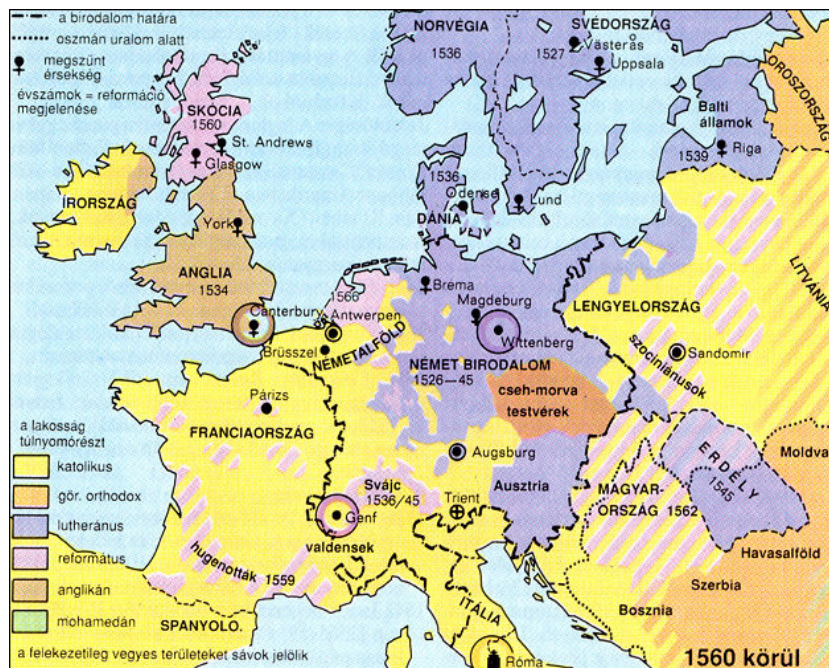 a birodalom határa
oszmán uralom alatt
megszűnt
érsekség
évszámok = reformáció
megjelenése
NORVÉGIA
1536
SVÉDORSZÁG
1527
Västerås
Uppsala
OROSZORSZÁG
Balti
államok
1539
Riga
SKÓCIA
1560
St. Andrews
Glasgow
ÍRORSZÁG
York
ANGLIA
1534
Canterbury
1536
Odense
DÁNIA
Lund
LITVÁNIA
1566
Antwerpen
Brüsszel
NÉMETALFÖLD
Bréma
Magdeburg
Wittenberg
NÉMET BIRODALOM
1526—45
cseh-morva
testvérek
LENGYELORSZÁG
szociniánusok
Sandomir
Párizs
FRANCIAORSZÁG
Augsburg
Svájc
1536/45
Trient
Ausztria
Genf
valdensek
hugenották 1559
MAGYAR-
ORSZÁG 1562
ERDÉLY
1545
Moldva
Havasalföld
Szerbia
Bosznia
ITÁLIA
Róma
SPANYOLO.
a lakosság
túlnyomórészt
katolikus
gör. orthodox
lutheránus
református
anglikán
mohamedán
a felekezetileg vegyes területeket sávok jelölik
1560 körül